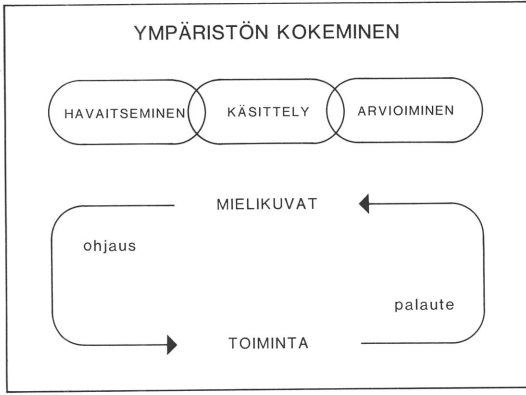 YMPÄRISTÖN KOKEMINEN
HAVAITSEMINEN KÄSITTELY ARVIOIMINEN
MIELIKUVAT
ohjaus
palaute
TOIMINTA